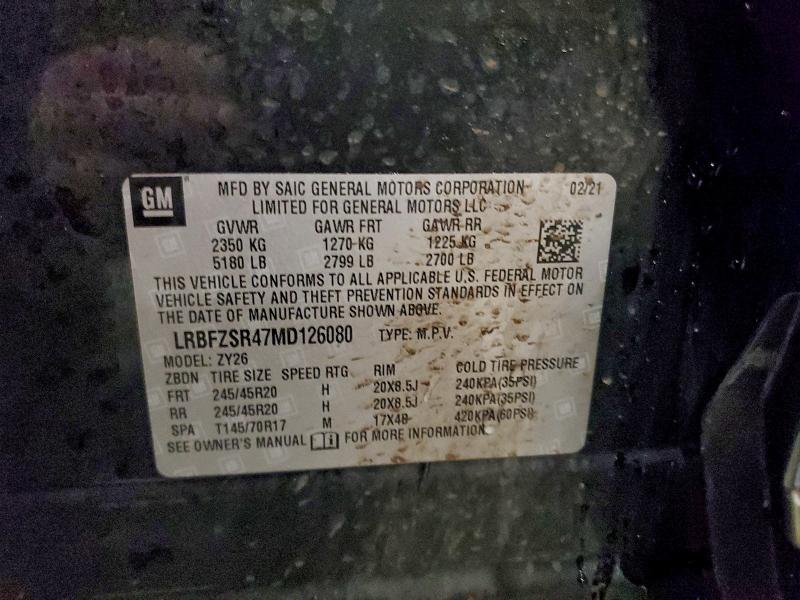 GM MFD BY SAIC GENERAL MOTORS CORPORATION 02/21
LIMITED FOR GENERAL MOTORS LLC
GVWR GAWR FRT GAWR RR
2350 KG 1270 KG 1225 KG
5180 LB 2799 LB 2700 LB
THIS VEHICLE CONFORMS TO ALL APPLICABLE U.S. FEDERAL MOTOR
VEHICLE SAFETY AND THEFT PREVENTION STANDARDS IN EFFECT ON
THE DATE OF MANUFACTURE SHOWN ABOVE.
LRBFZSR47MD126080 TYPE: M.P.V.
MODEL: ZY26
ZBDN TIRE SIZE SPEED RTG RIM COLD TIRE PRESSURE
FRT 245/45R20 H 20X8.5J 240KPA(35PSI)
RR 245/45R20 H 20X8.5J 240KPA(35PSI)
SPA T145/70R17 M 17X4B 420KPA(60PSI)
SEE OWNER'S MANUAL FOR MORE INFORMATION.